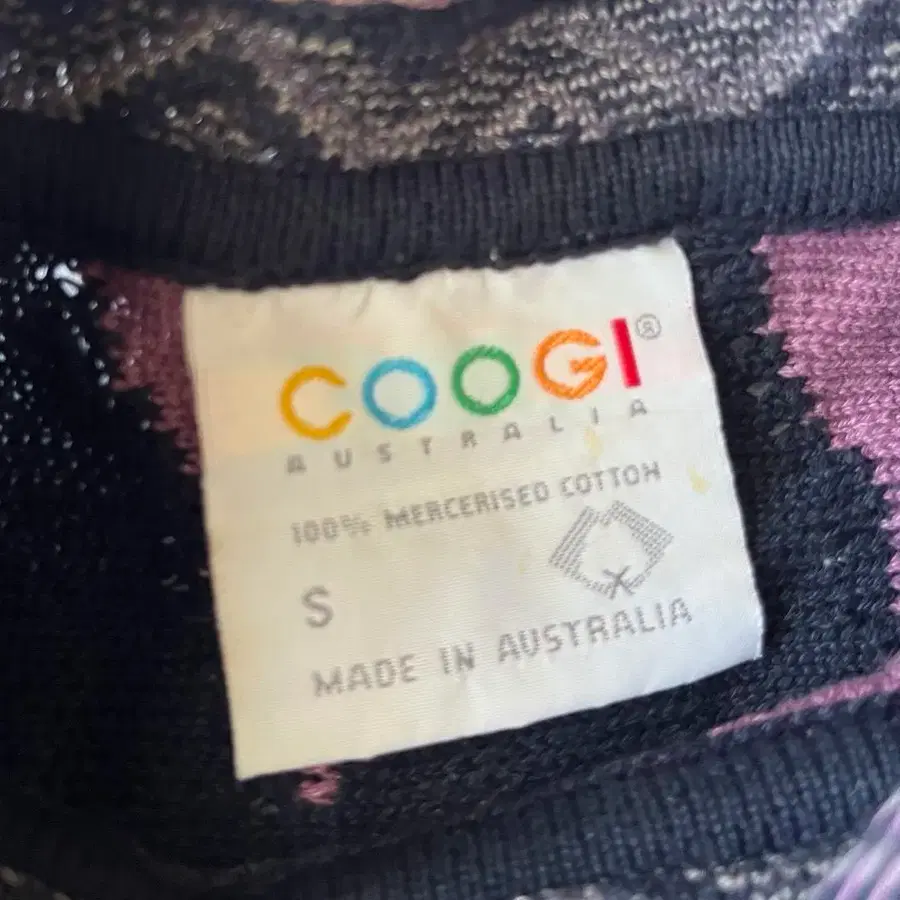 COOGI®
AUSTRALIA
100% MERCERISED COTTON
S
MADE IN AUSTRALIA